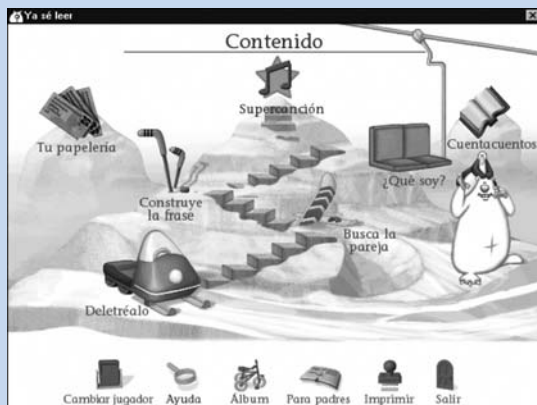 Ya sé leer
Contenido
Supercanción
Tu papelería
Cuentacuentos
¿Qué soy?
Construye
la frase
Busca la
pareja
Deletréalo
Cambiar jugador
Ayuda
Álbum
Para padres
Imprimir
Salir